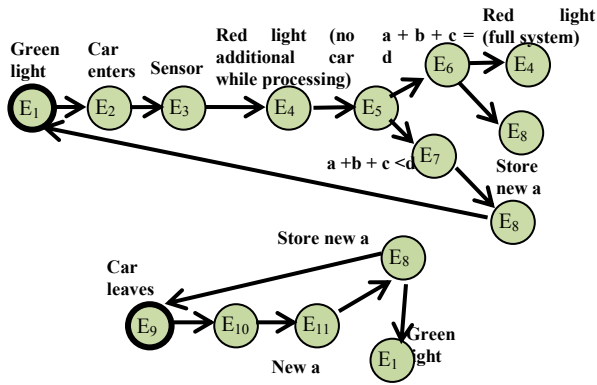 Green
light
Car
enters
Sensor
Red light (no
additional car
while processing)
a + b + c =
d
Red light
(full system)
E1
E2
E3
E4
E5
E6
E4
E8
E7
a +b + c <d
Store
new a
E8
Store new a
E8
Car
leaves
E9
E10
E11
New a
E1
Green
ight